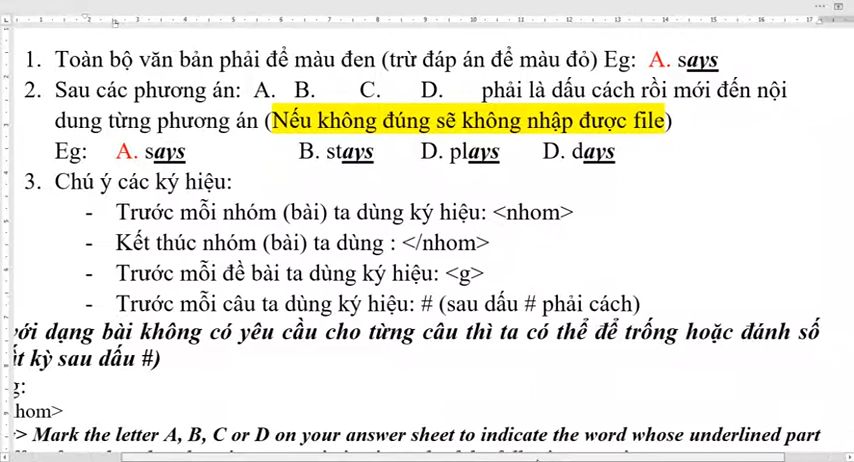 1. Toàn bộ văn bản phải để màu đen (trừ đáp án để màu đỏ) Eg: A. says
2. Sau các phương án: A. B. C. D. phải là dấu cách rồi mới đến nội
dung từng phương án (Nếu không đúng sẽ không nhập được file)
Eg: A. says B. stays D. plays D. days
3. Chú ý các ký hiệu:
- Trước mỗi nhóm (bài) ta dùng ký hiệu: <nhom>
- Kết thúc nhóm (bài) ta dùng : </nhom>
- Trước mỗi đề bài ta dùng ký hiệu: <g>
- Trước mỗi câu ta dùng ký hiệu: # (sau dấu # phải cách)
với dạng bài không có yêu cầu cho từng câu thì ta có thể để trống hoặc đánh số
ất kỳ sau dấu #)
g:
hom>
> Mark the letter A, B, C or D on your answer sheet to indicate the word whose underlined part